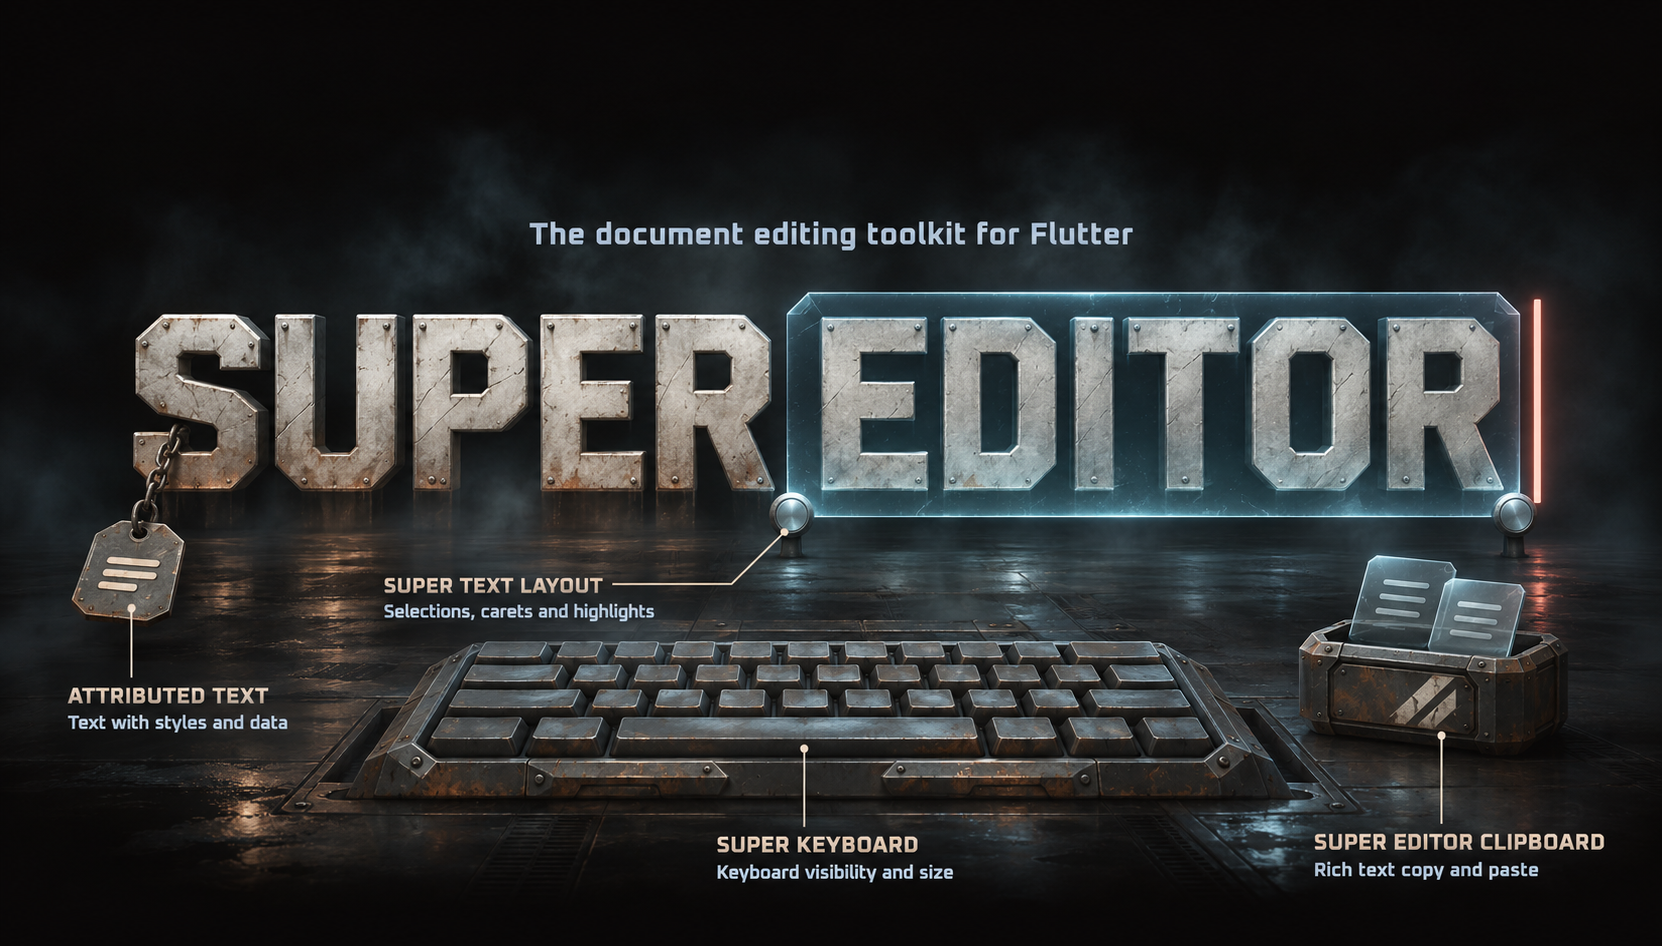 The document editing toolkit for Flutter
SUPER EDITOR
SUPER TEXT LAYOUT
Selections, carets and highlights
ATTRIBUTED TEXT
Text with styles and data
SUPER KEYBOARD
Keyboard visibility and size
SUPER EDITOR CLIPBOARD
Rich text copy and paste